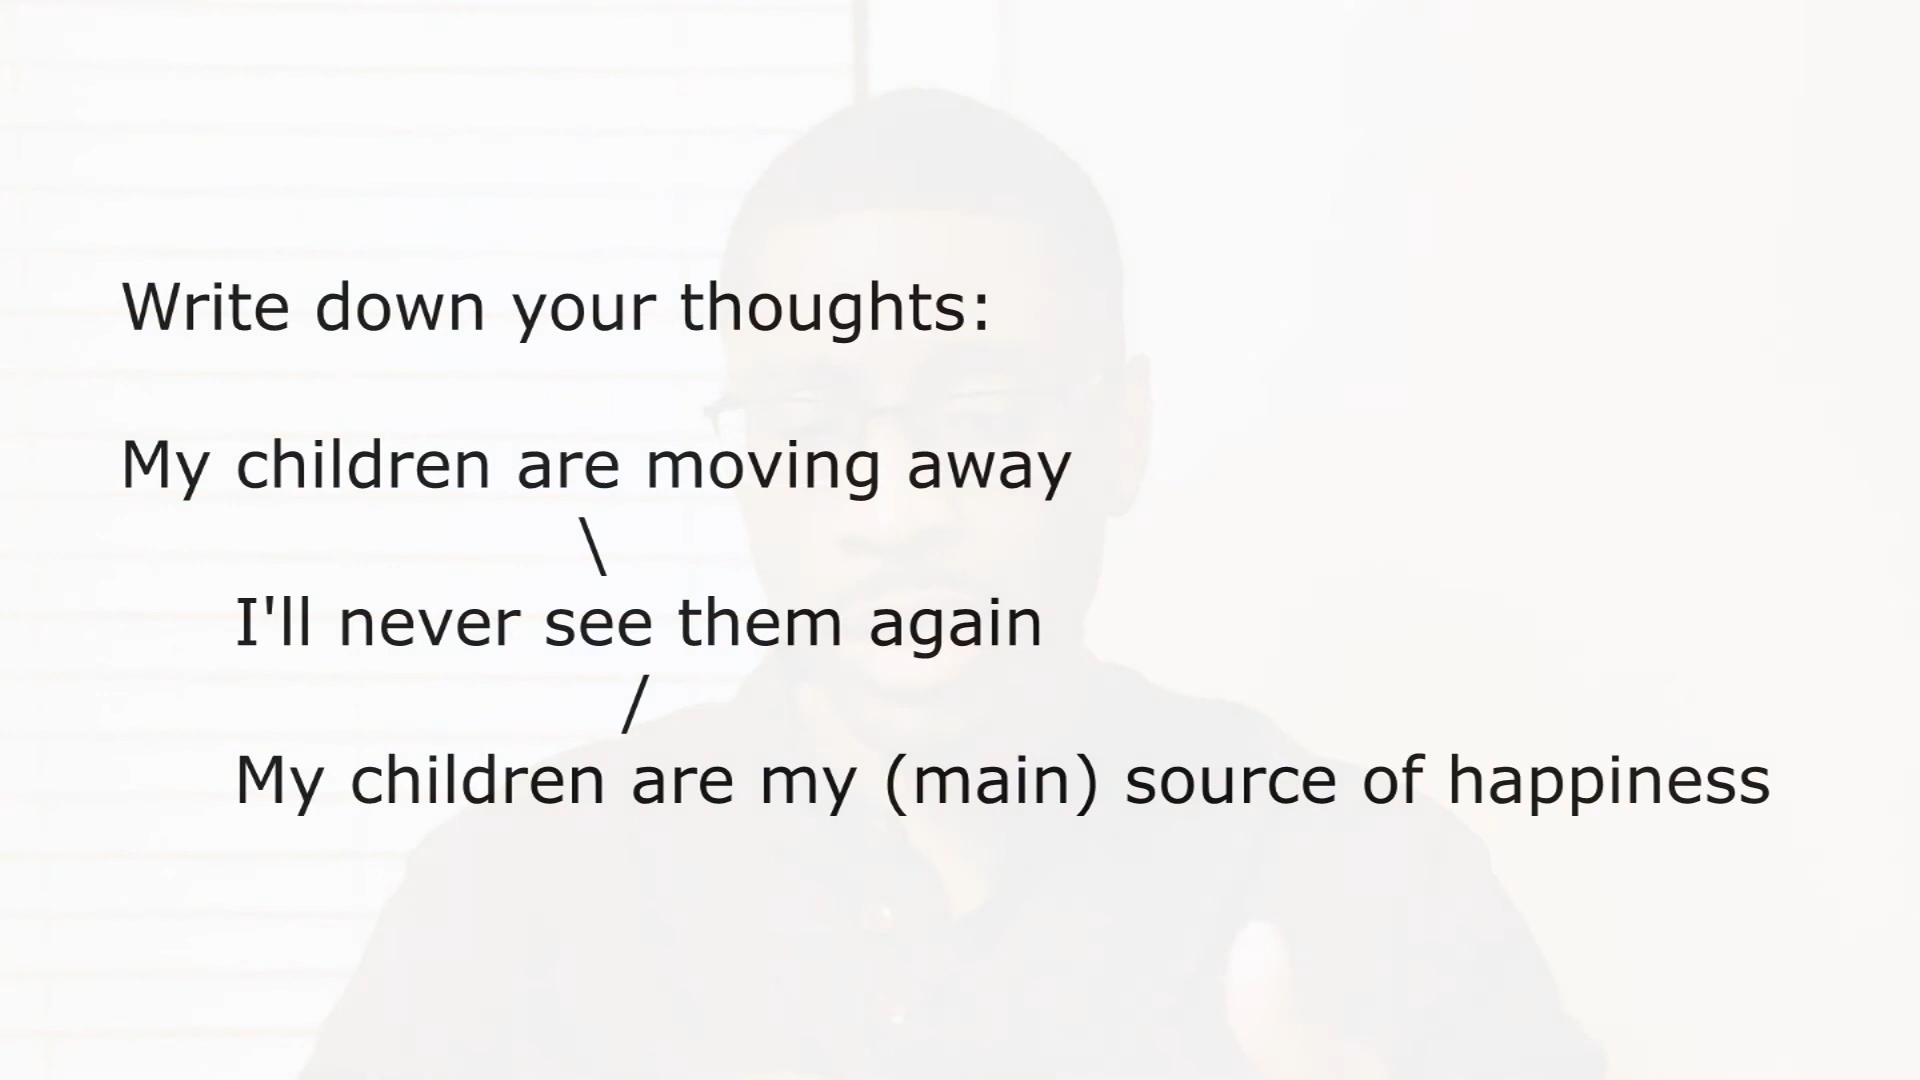 Write down your thoughts:
My children are moving away
\
I'll never see them again
/
My children are my (main) source of happiness